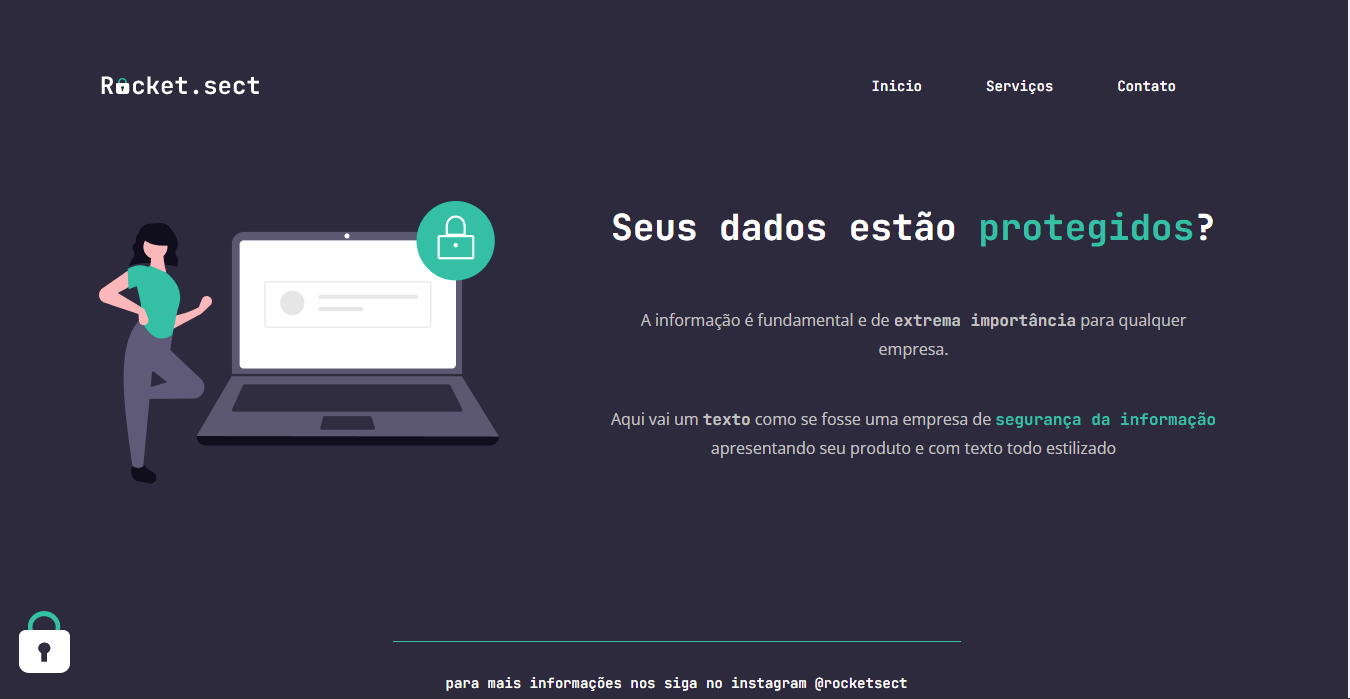 Rocket.sect
Inicio
Serviços
Contato
Seus dados estão protegidos?
A informação é fundamental e de extrema importância para qualquer
empresa.
Aqui vai um texto como se fosse uma empresa de segurança da informação
apresentando seu produto e com texto todo estilizado
para mais informações nos siga no instagram @rocketsect